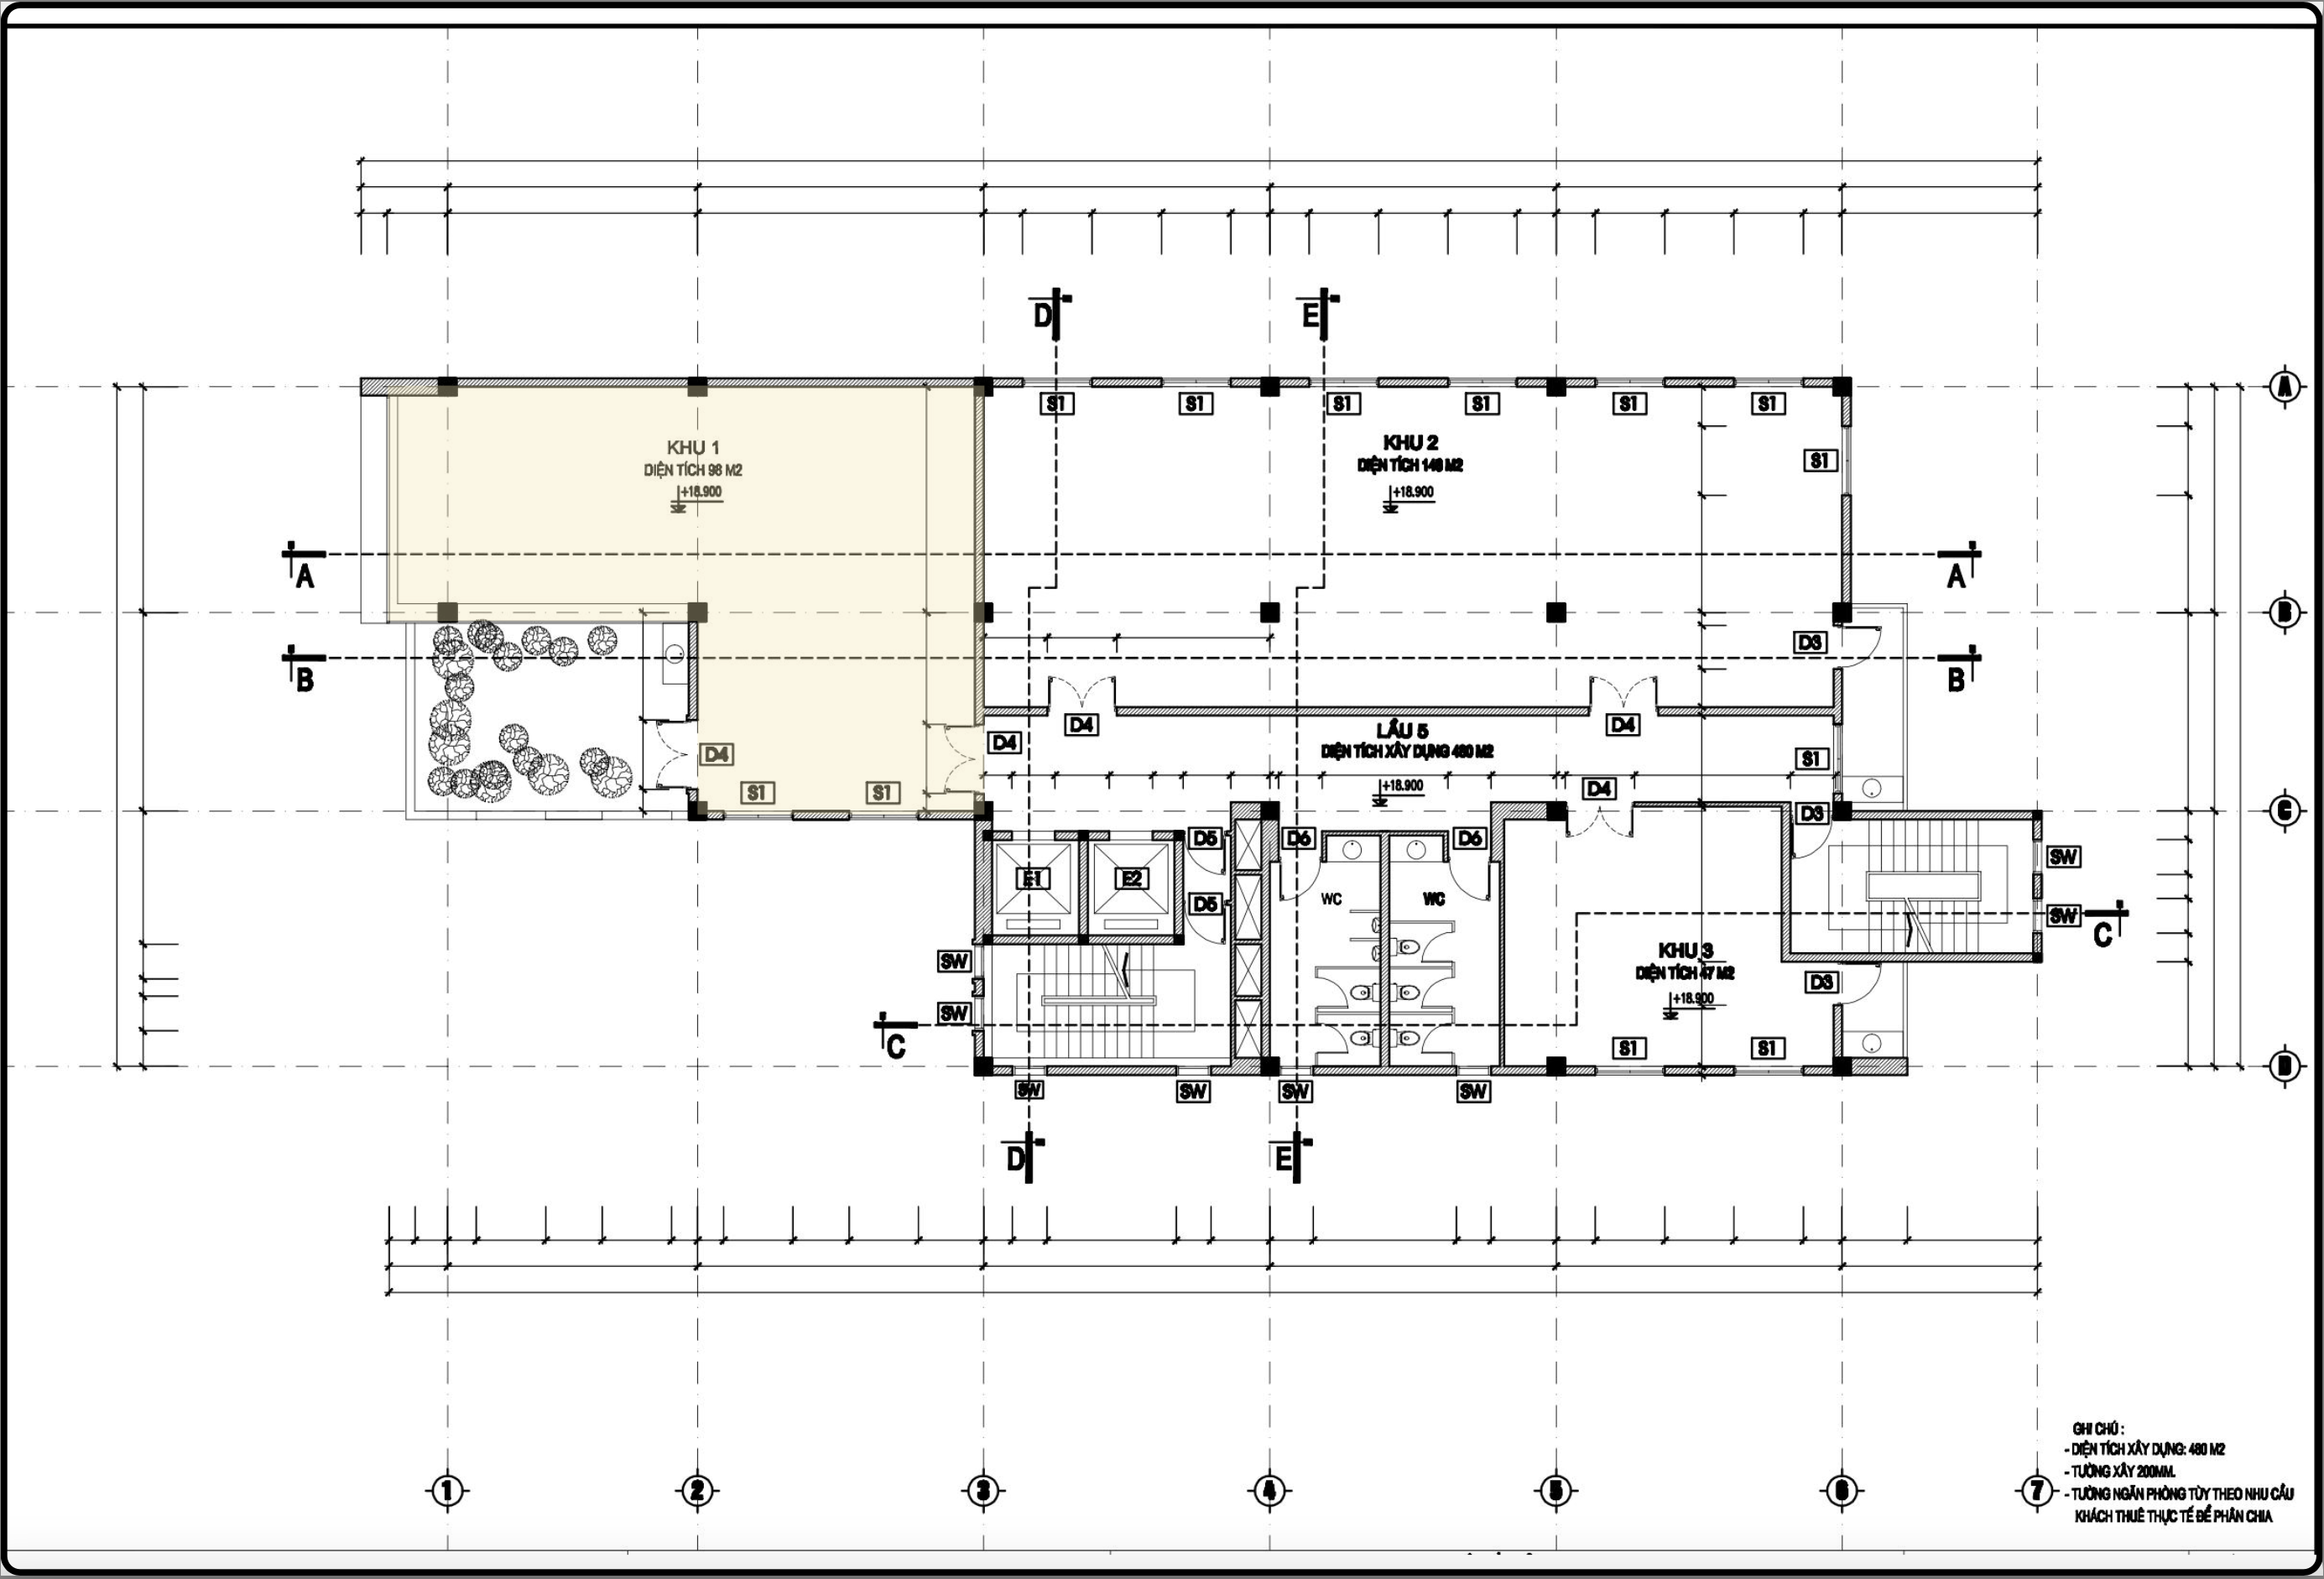 D
E
A
S1
S1
S1
S1
S1
S1
KHU 1
DIỆN TÍCH 98 M2
+18.900
KHU 2
DIỆN TÍCH 148 M2
+18.900
S1
A
A
B
D3
B
B
D4
D4
D4
D4
LẦU 5
DIỆN TÍCH XÂY DỰNG 480 M2
+18.900
S1
S1
S1
D4
D3
C
D5
D6
D6
E1
E2
D5
WC
WC
SW
SW
C
SW
SW
C
KHU 3
DIỆN TÍCH 47 M2
+18.900
D3
S1
S1
SW
SW
SW
SW
D
D
E
1
2
3
4
5
6
7
GHI CHÚ :
- DIỆN TÍCH XÂY DỰNG: 480 M2
- TƯỜNG XÂY 200MM.
- TƯỜNG NGĂN PHÒNG TÙY THEO NHU CẦU
KHÁCH THUÊ THỰC TẾ ĐỂ PHÂN CHIA